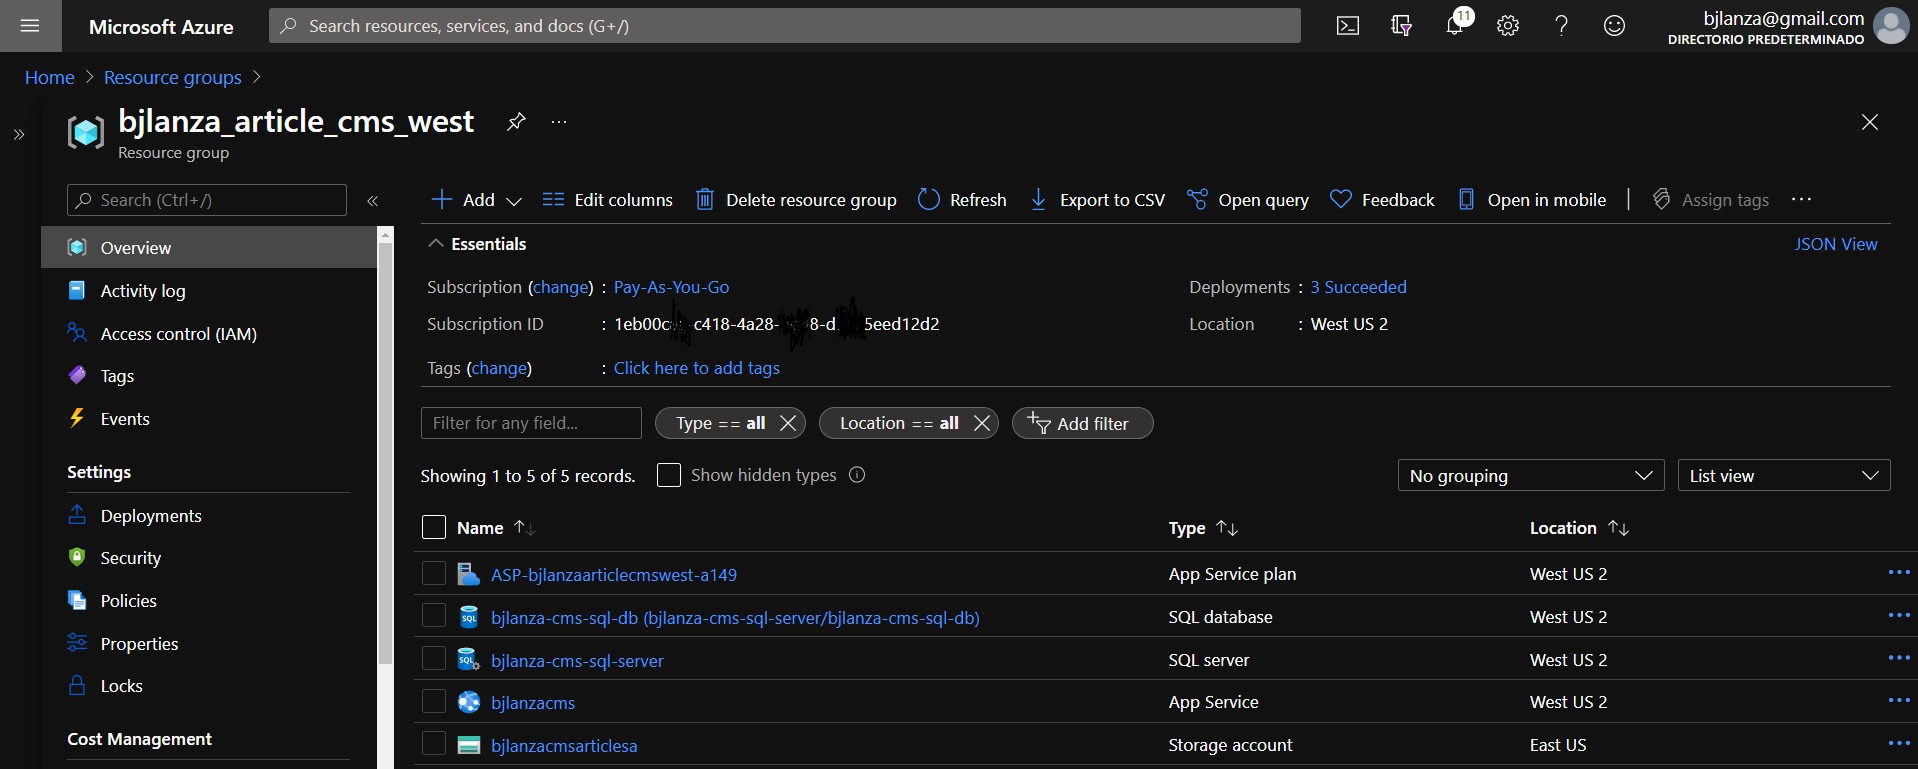 Microsoft Azure
Search resources, services, and docs (G+/)
11
bjlanza@gmail.com
DIRECTORIO PREDETERMINADO
Home > Resource groups >
bjlanza_article_cms_west
Resource group
Search (Ctrl+/)
Overview
Activity log
Access control (IAM)
Tags
Events
Settings
Deployments
Security
Policies
Properties
Locks
Cost Management
Add
Edit columns
Delete resource group
Refresh
Export to CSV
Open query
Feedback
Open in mobile
Assign tags
Essentials
JSON View
Subscription (change) : Pay-As-You-Go
Deployments : 3 Succeeded
Subscription ID : 1eb00c c418-4a28- 8-d 5eed12d2
Location : West US 2
Tags (change) : Click here to add tags
Filter for any field...
Type == all
Location == all
Add filter
Showing 1 to 5 of 5 records.
Show hidden types
No grouping
List view
Name Type Location
ASP-bjlanzaarticlecmswest-a149 App Service plan West US 2
bjlanza-cms-sql-db (bjlanza-cms-sql-server/bjlanza-cms-sql-db) SQL database West US 2
bjlanza-cms-sql-server SQL server West US 2
bjlanzacms App Service West US 2
bjlanzacmsarticlesa Storage account East US